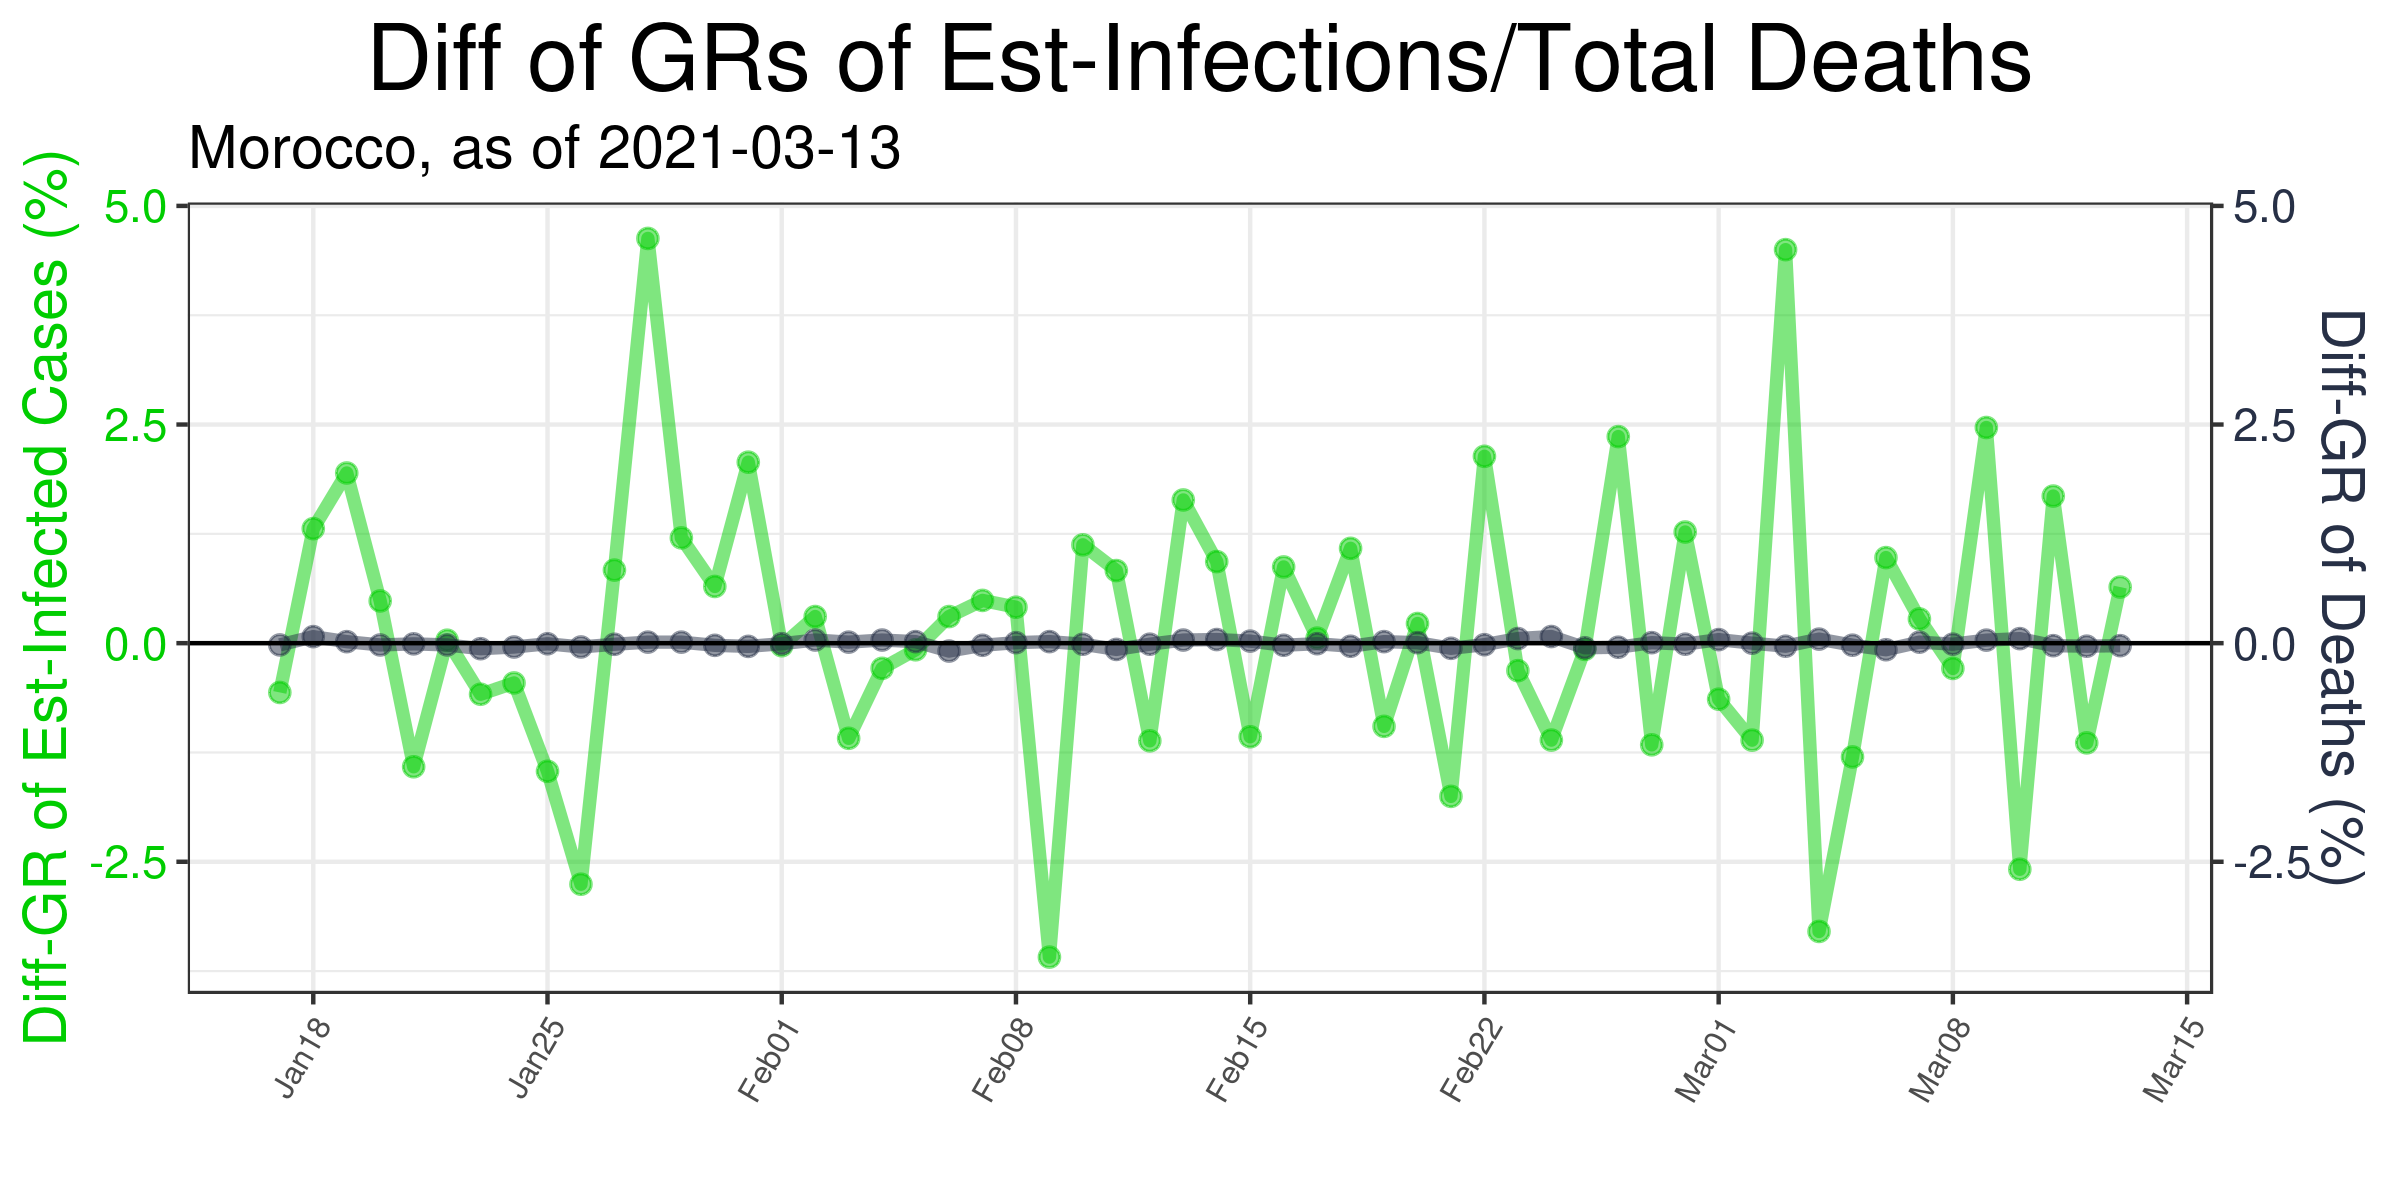 Diff of GRs of Est-Infections/Total Deaths
Morocco, as of 2021-03-13
Diff-GR of Est-Infected Cases (%)
5.0
2.5
0.0
-2.5
5.0
2.5
0.0
-2.5
Diff-GR of Deaths (%)
Jan18
Jan25
Feb01
Feb08
Feb15
Feb22
Mar01
Mar08
Mar15